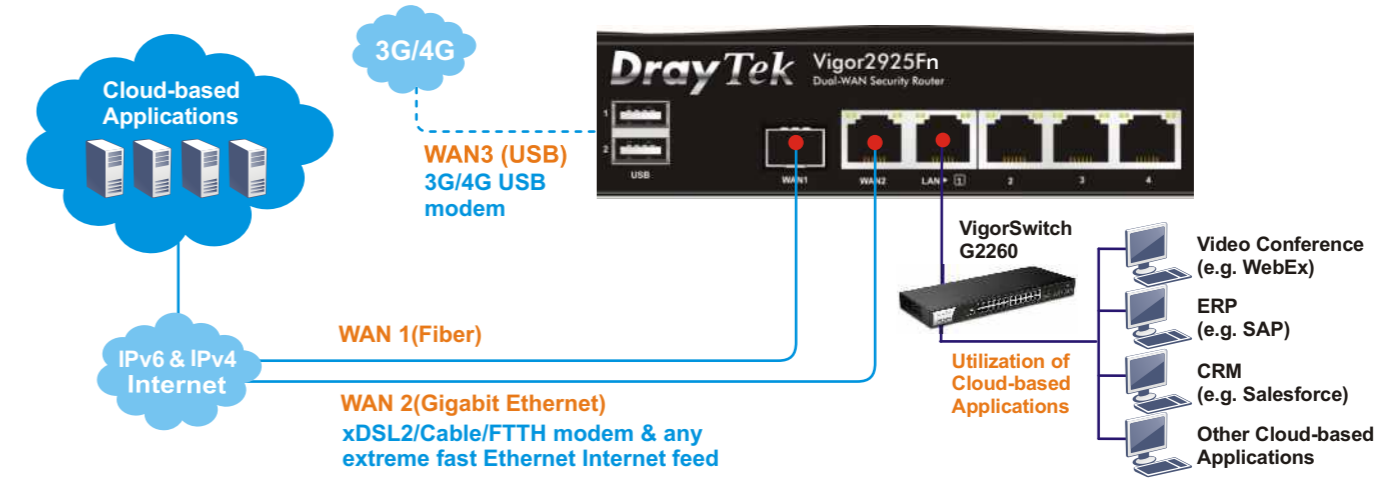 3G/4G
Cloud-based
Applications
DrayTek
Vigor2925Fn
Dual-WAN Security Router
1
2
USB
WAN1
WAN2
LAN
1
2
3
4
WAN3 (USB)
3G/4G USB
modem
VigorSwitch
G2260
Video Conference
(e.g. WebEx)
ERP
(e.g. SAP)
CRM
(e.g. Salesforce)
Other Cloud-based
Applications
Utilization of
Cloud-based
Applications
IPv6 & IPv4
Internet
WAN 1(Fiber)
WAN 2(Gigabit Ethernet)
xDSL2/Cable/FTTH modem & any
extreme fast Ethernet Internet feed